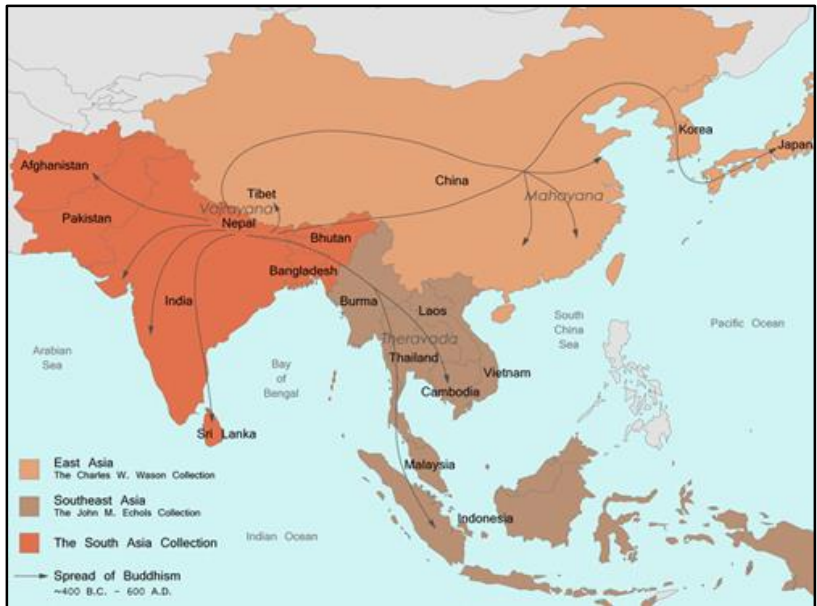 Afghanistan
Pakistan
Tibet
Vajrayana
Nepal
Bhutan
Bangladesh
India
Sri Lanka
China
Mahayana
Korea
Japan
Burma
Laos
Theravada
Thailand
Vietnam
Cambodia
Malaysia
Indonesia
Arabian
Sea
Bay
of
Bengal
South
China
Sea
Pacific Ocean
Indian Ocean
East Asia
The Charles W. Wason Collection
Southeast Asia
The John M. Echols Collection
The South Asia Collection
Spread of Buddhism
~400 B.C. - 600 A.D.